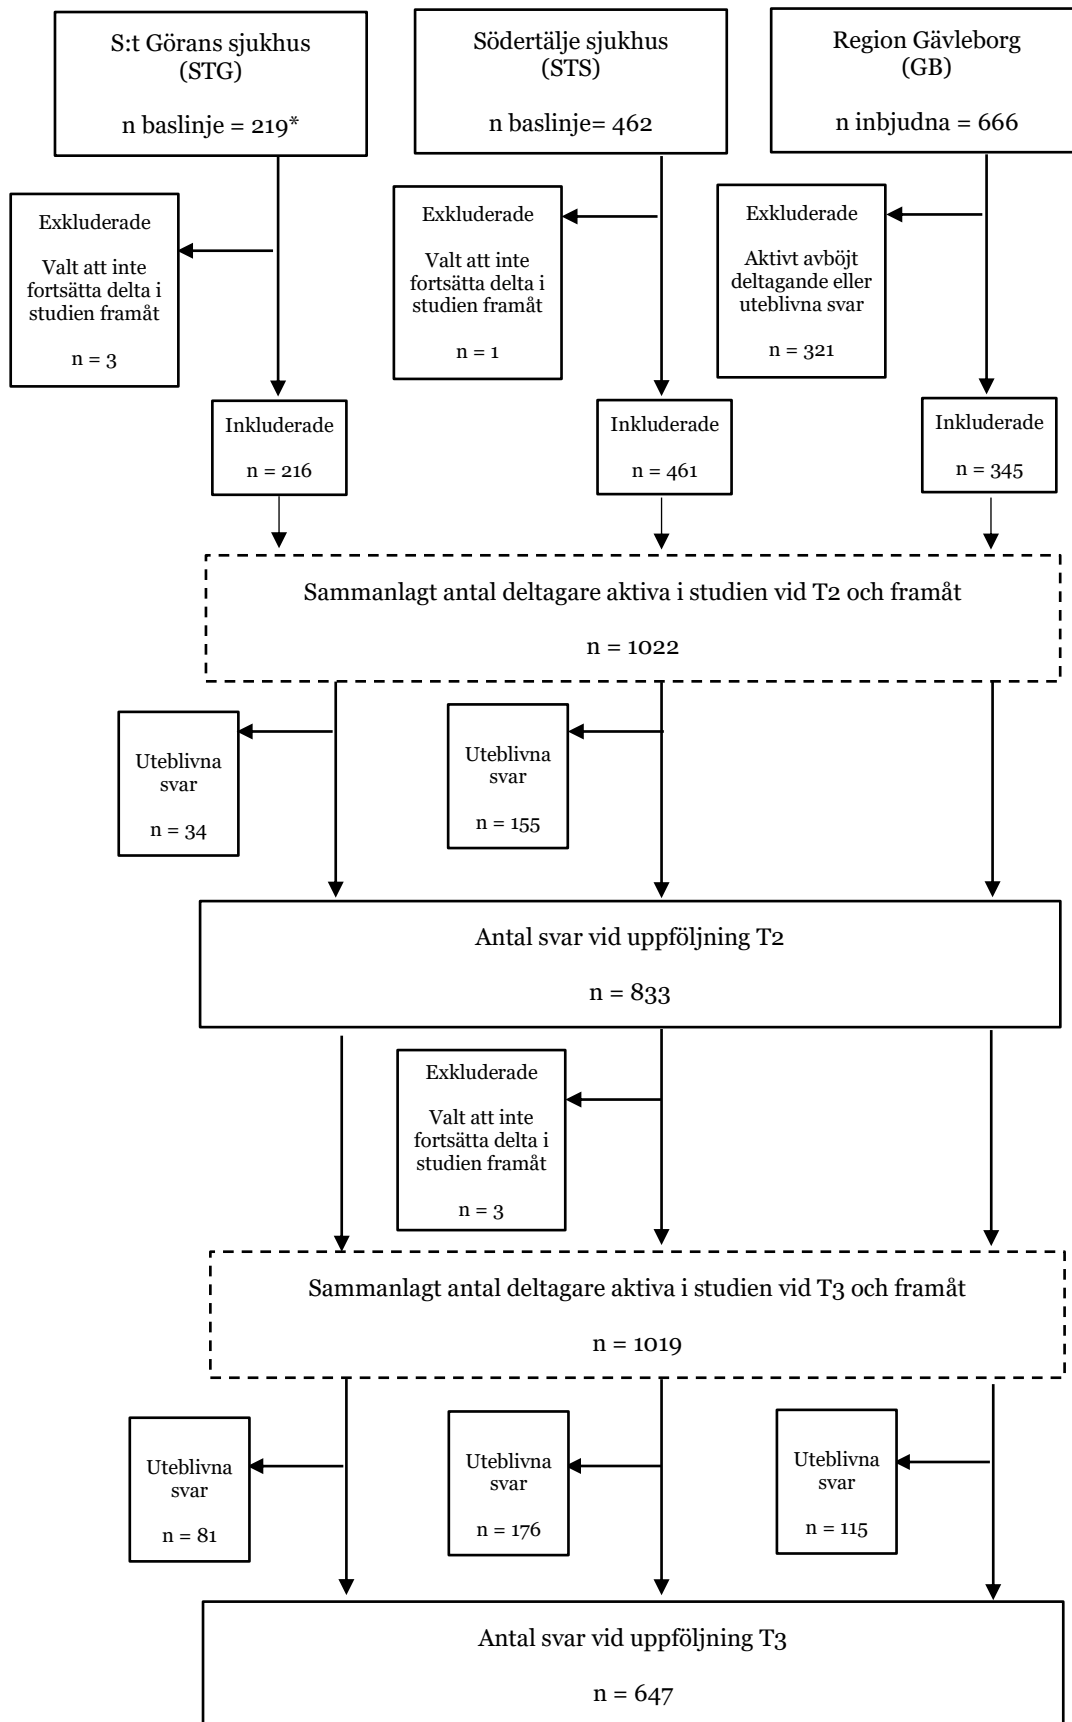 S:t Görans sjukhus
(STG)
n baslinje = 219*
Södertälje sjukhus
(STS)
n baslinje= 462
Region Gävleborg
(GB)
n inbjudna = 666
Exkluderade
Valt att inte
fortsätta delta i
studien framåt
n = 3
Exkluderade
Valt att inte
fortsätta delta i
studien framåt
n = 1
Exkluderade
Aktivt avböjt
deltagande eller
uteblivna svar
n = 321
Inkluderade
n = 216
Inkluderade
n = 461
Inkluderade
n = 345
Sammanlagt antal deltagare aktiva i studien vid T2 och framåt
n = 1022
Uteblivna
svar
n = 34
Uteblivna
svar
n = 155
Antal svar vid uppföljning T2
n = 833
Exkluderade
Valt att inte
fortsätta delta i
studien framåt
n = 3
Sammanlagt antal deltagare aktiva i studien vid T3 och framåt
n = 1019
Uteblivna
svar
n = 81
Uteblivna
svar
n = 176
Uteblivna
svar
n = 115
Antal svar vid uppföljning T3
n = 647